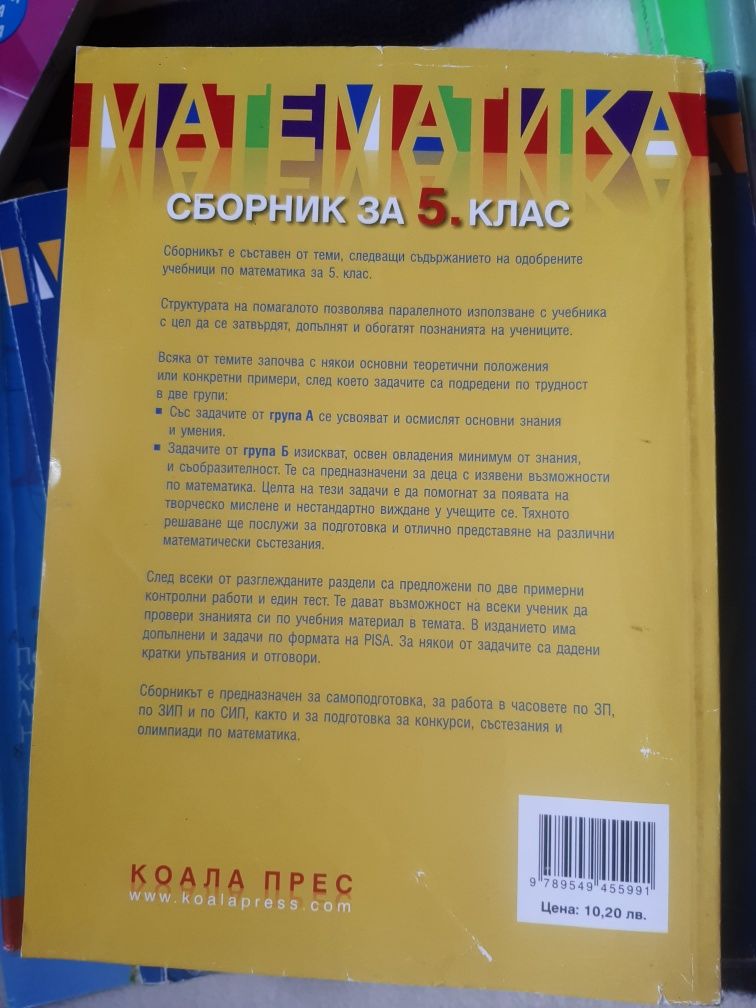 МАТЕМАТИКА
СБОРНИК ЗА 5. КЛАС
Сборникът е съставен от теми, следващи съдържанието на одобрените
учебници по математика за 5. клас.
Структурата на помагалото позволява паралелното използване с учебника
с цел да се затвърдят, допълнят и обогатят познанията на учениците.
Всяка от темите започва с някои основни теоретични положения
или конкретни примери, след което задачите са подредени по трудност
в две групи:
▪ Със задачите от група А се усвояват и осмислят основни знания
и умения.
▪ Задачите от група Б изискват, освен овладения минимум от знания,
и съобразителност. Те са предназначени за деца с изявени възможности
по математика. Целта на тези задачи е да помогнат за появата на
творческо мислене и нестандартно виждане у учещите се. Тяхното
решаване ще послужи за подготовка и отлично представяне на различни
математически състезания.
След всеки от разглежданите раздели са предложени по две примерни
контролни работи и един тест. Те дават възможност на всеки ученик да
провери знанията си по учебния материал в темата. В изданието има
допълнени и задачи по формата на PISA. За някои от задачите са дадени
кратки упътвания и отговори.
Сборникът е предназначен за самоподготовка, за работа в часовете по ЗП,
по ЗИП и по СИП, както и за подготовка за конкурси, състезания и
олимпиади по математика.
КОАЛА ПРЕС
www.koalapress.com
9 789549 455991
Цена: 10,20 лв.